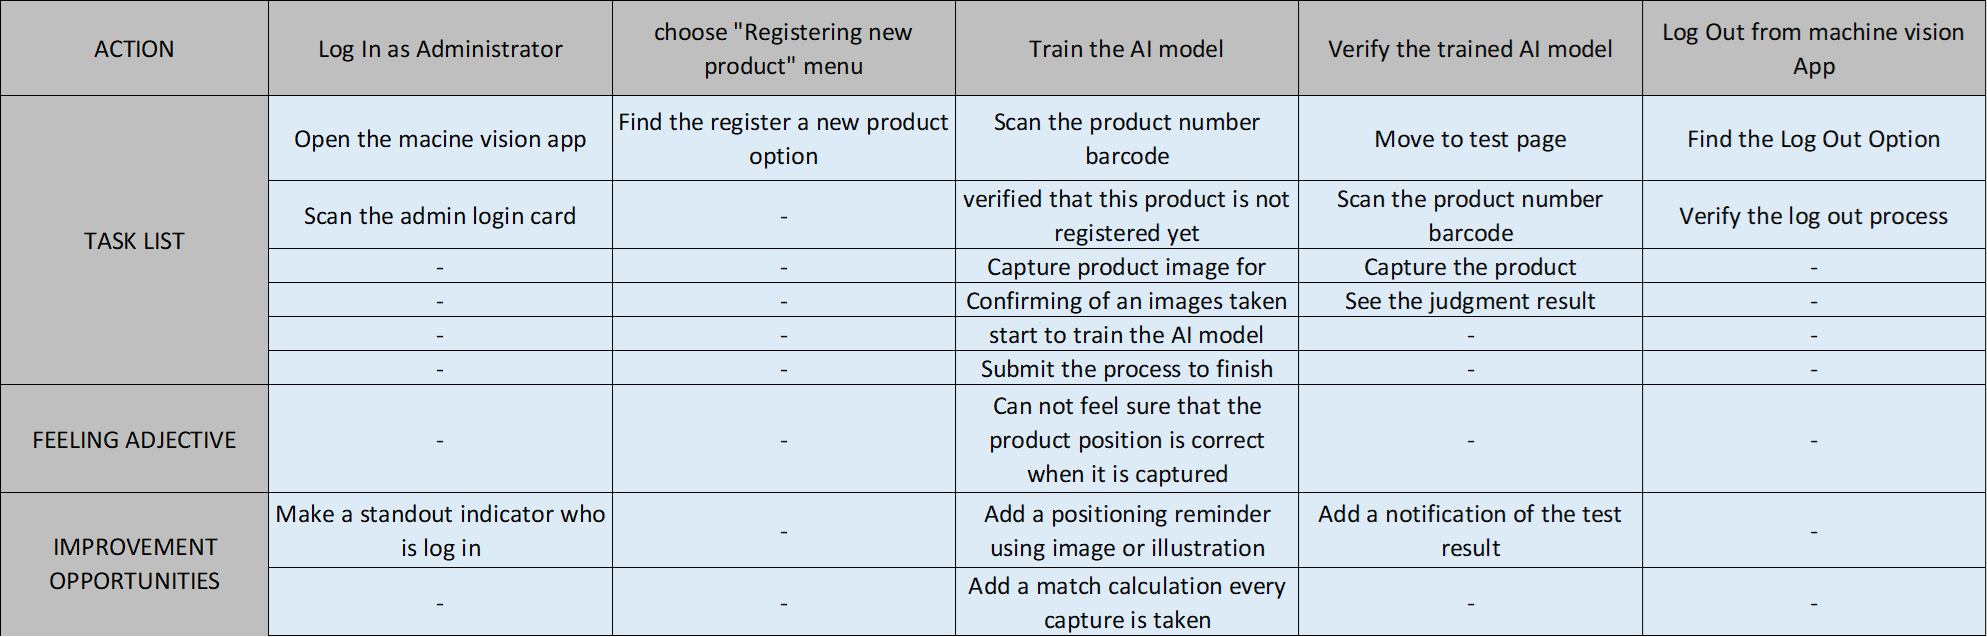 ACTION
Log In as Administrator
choose "Registering new
product" menu
Train the AI model
Verify the trained AI model
Log Out from machine vision
App
TASK LIST
Open the macine vision app
Find the register a new product
option
Scan the product number
barcode
Move to test page
Find the Log Out Option
Scan the admin login card
-
verified that this product is not
registered yet
Scan the product number
barcode
Verify the log out process
-
-
Capture product image for
Capture the product
-
-
-
Confirming of an images taken
See the judgment result
-
-
-
start to train the AI model
-
-
-
-
Submit the process to finish
-
-
FEELING ADJECTIVE
-
-
Can not feel sure that the
product position is correct
when it is captured
-
-
IMPROVEMENT
OPPORTUNITIES
Make a standout indicator who
is log in
-
Add a positioning reminder
using image or illustration
Add a notification of the test
result
-
-
-
Add a match calculation every
capture is taken
-
-